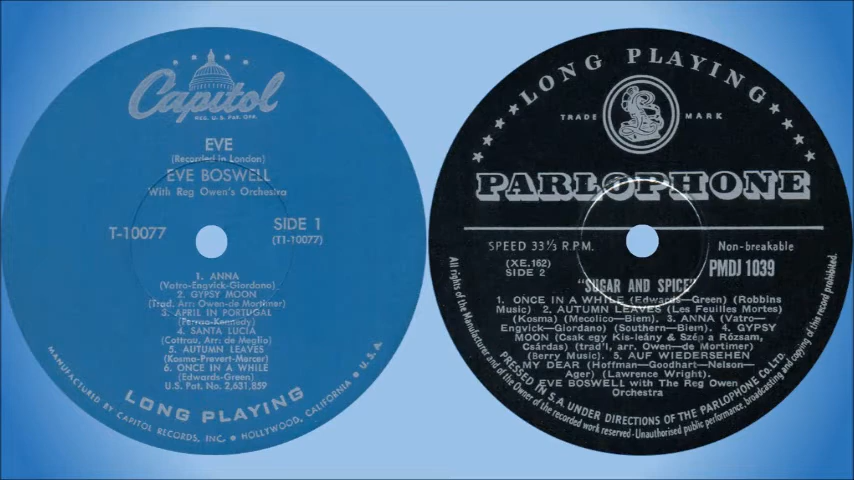 Capitol
REG. U.S. PAT. OFF.
EVE
(Recorded in London)
EVE BOSWELL
With Reg Owen's Orchestra
T-10077
SIDE 1
(T1-10077)
1. ANNA
(Vatro-Engvick-Giordano)
2. GYPSY MOON
(Trad. Arr: Owen-de Mortimer)
3. APRIL IN PORTUGAL
(Ferrao-Kennedy)
4. SANTA LUCIA
(Cottrau, Arr: de Meglio)
5. AUTUMN LEAVES
(Kosma-Prevert-Mercer)
6. ONCE IN A WHILE
(Edwards-Green)
U.S. Pat. No. 2,631,859
LONG PLAYING
MANUFACTURED BY CAPITOL RECORDS, INC. • HOLLYWOOD, CALIFORNIA • U.S.A.
LONG PLAYING
TRADE MARK
PARLOPHONE
SPEED 33⅓ R.P.M.
(XE.162)
SIDE 2
Non-breakable
PMDJ 1039
"SUGAR AND SPICE"
1. ONCE IN A WHILE (Edwards—Green) (Robbins
Music) 2. AUTUMN LEAVES (Les Feuilles Mortes)
(Kosma) (Mecolico—Biem). 3. ANNA (Vatro—
Engvick—Giordano) (Southern—Biem). 4. GYPSY
MOON (Csak egy Kis-leány & Szép a Rózsam,
Csárdas) (trad'l, arr. Owen—de Mortimer)
(Berry Music). 5. AUF WIEDERSEHEN
MY DEAR (Hoffman—Goodhart—Nelson—
Ager) (Lawrence Wright).
EVE BOSWELL with The Reg Owen
Orchestra
PRESSED IN S.A. UNDER DIRECTIONS OF THE PARLOPHONE CO. LTD.
All rights of the Manufacturer and of the Owner of the recorded work reserved - Unauthorised public performance, broadcasting and copying of this record prohibited.